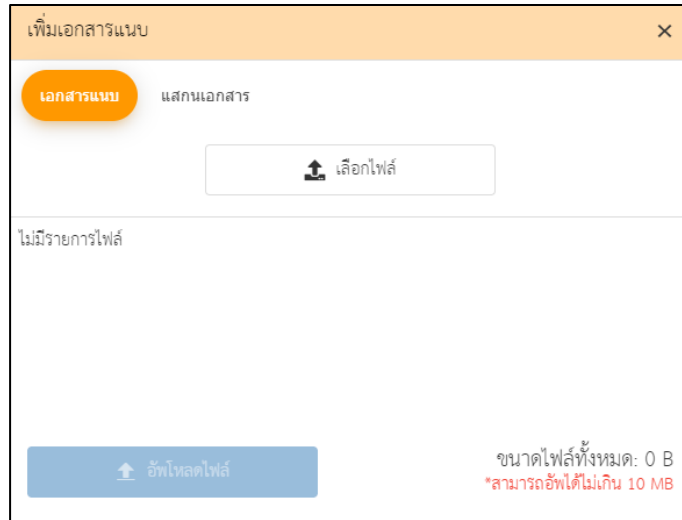 เพิ่มเอกสารแนบ
เอกสารแนบ แสกนเอกสาร
เลือกไฟล์
ไม่มีรายการไฟล์
อัพโหลดไฟล์
ขนาดไฟล์ทั้งหมด: 0 B
*สามารถอัพได้ไม่เกิน 10 MB